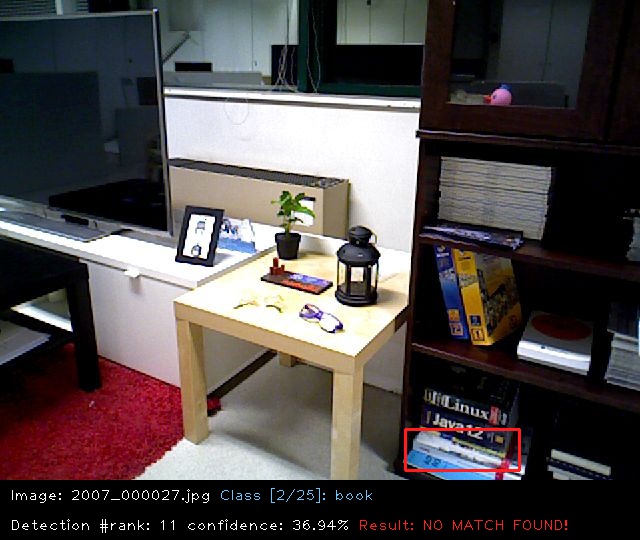 Linux
Java 12
Image: 2007_000027.jpg Class [2/25]: book
Detection #rank: 11 confidence: 36.94% Result: NO MATCH FOUND!